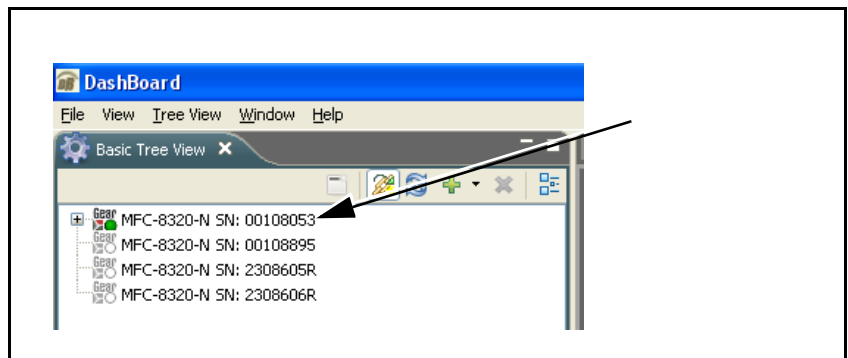 DashBoard
File View Tree View Window Help
Basic Tree View
Gear MFC-8320-N SN: 00108053
Gear MFC-8320-N SN: 00108895
Gear MFC-8320-N SN: 2308605R
Gear MFC-8320-N SN: 2308606R